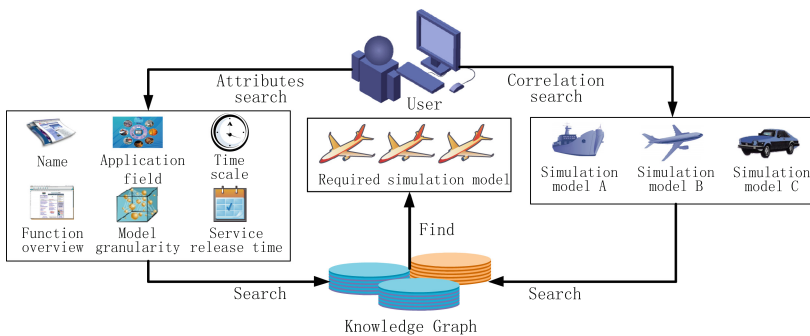 Attributes
search
User
Correlation
search
Name
Application
field
Time
scale
Function
overview
Model
granularity
Service
release time
Required simulation model
Simulation
model A
Simulation
model B
Simulation
model C
Find
Search
Search
Knowledge Graph